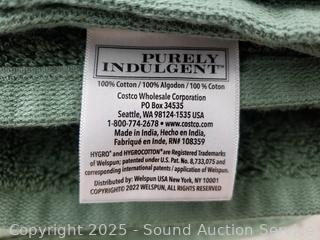 PURELY
INDULGENT™
100% Cotton / 100% Algodon / 100 % Coton
Costco Wholesale Corporation
PO Box 34535
Seattle, WA 98124-1535 USA
1-800-774-2678 • www.costco.com
Made in India, Hecho en India,
Fabriqué en Inde, RN# 108359
HYGRO® and HYGROCOTTON® are Registered Trademarks
of Welspun; patented under U.S. Pat. No. 8,733,075 and
corresponding international patents / application of Welspun.
Distributed by: Welspun USA New York, NY 10001
COPYRIGHT© 2022 WELSPUN, ALL RIGHTS RESERVED
Copyright 2025 - Sound Auction Service